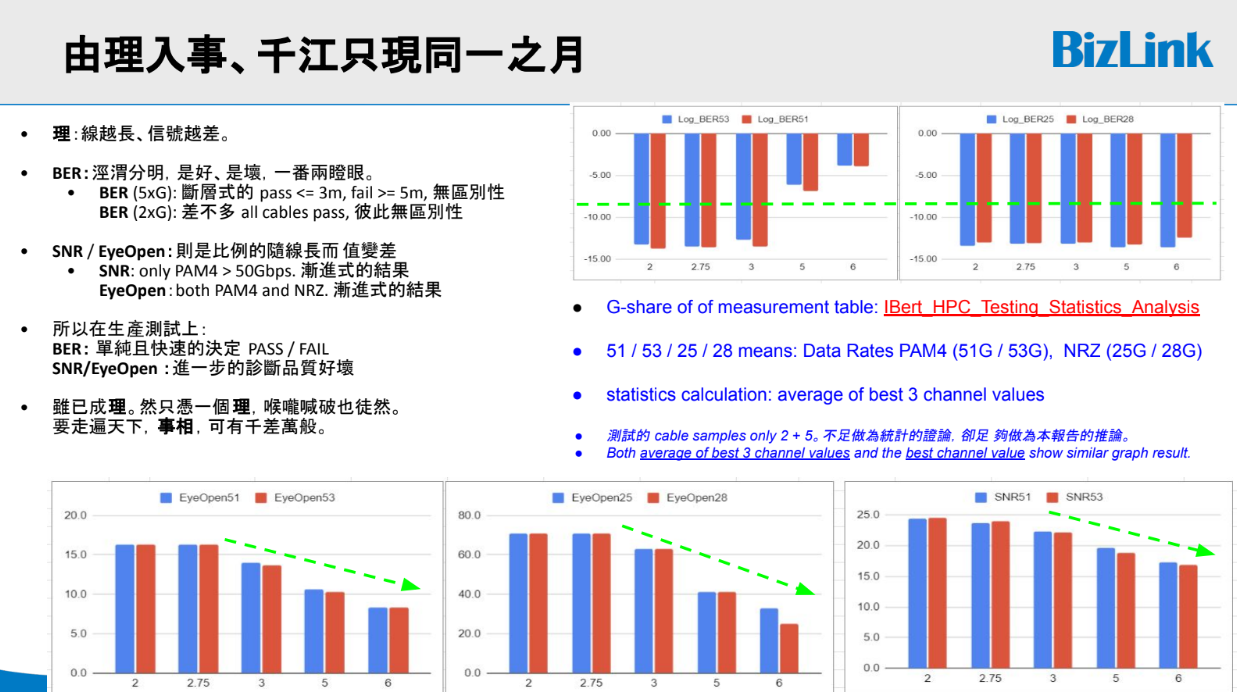 由理入事、千江只現同一之月
BizLink
• 理：線越長、信號越差。
• BER：涇渭分明，是好、是壞，一番兩瞪眼。
• BER (5xG): 斷層式的 pass <= 3m, fail >= 5m, 無區別性
BER (2xG): 差不多 all cables pass, 彼此無區別性
• SNR / EyeOpen：則是比例的隨線長而 值變差
• SNR: only PAM4 > 50Gbps. 漸進式的結果
EyeOpen：both PAM4 and NRZ. 漸進式的結果
• 所以在生產測試上：
BER： 單純且快速的決定 PASS / FAIL
SNR/EyeOpen ：進一步的診斷品質好壞
• 雖已成理。然只憑一個理，喉嚨喊破也徒然。
要走遍天下，事相，可有千差萬般。
Log_BER53 Log_BER51
0.00
-5.00
-10.00
-15.00
2 2.75 3 5 6
Log_BER25 Log_BER28
0.00
-5.00
-10.00
-15.00
2 2.75 3 5 6
• G-share of of measurement table: IBert_HPC_Testing_Statistics_Analysis
• 51 / 53 / 25 / 28 means: Data Rates PAM4 (51G / 53G), NRZ (25G / 28G)
• statistics calculation: average of best 3 channel values
• 測試的 cable samples only 2 + 5。不足做為統計的證論，卻足 夠做為本報告的推論。
• Both average of best 3 channel values and the best channel value show similar graph result.
EyeOpen51 EyeOpen53
20.0
15.0
10.0
5.0
0.0
2 2.75 3 5 6
EyeOpen25 EyeOpen28
80.0
60.0
40.0
20.0
0.0
2 2.75 3 5 6
SNR51 SNR53
25.0
20.0
15.0
10.0
5.0
0.0
2 2.75 3 5 6